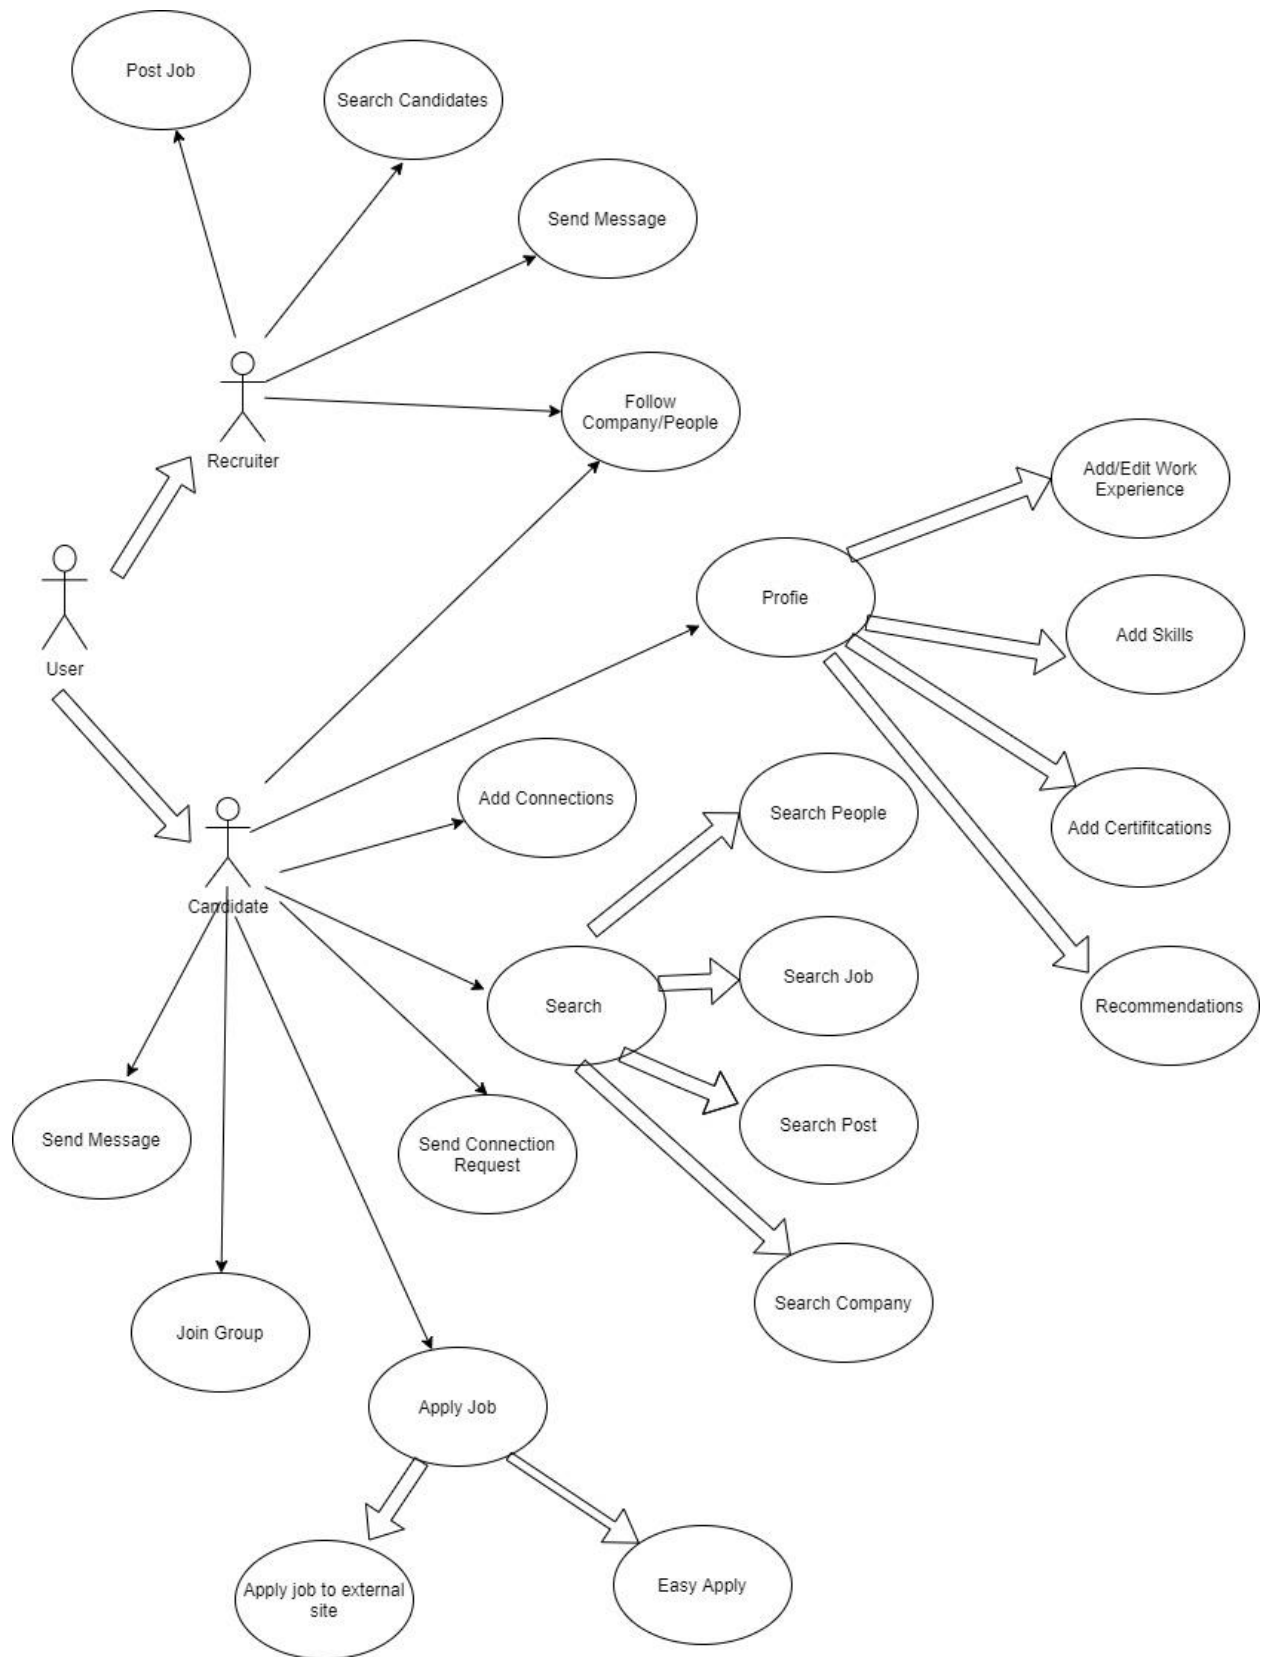 Post Job
Search Candidates
Send Message
Follow
Company/People
Recruiter
Add/Edit Work
Experience
Profie
Add Skills
User
Add Connections
Search People
Add Certifitcations
Candidate
Search Job
Search
Recommendations
Send Message
Send Connection
Request
Search Post
Search Company
Join Group
Apply Job
Apply job to external
site
Easy Apply